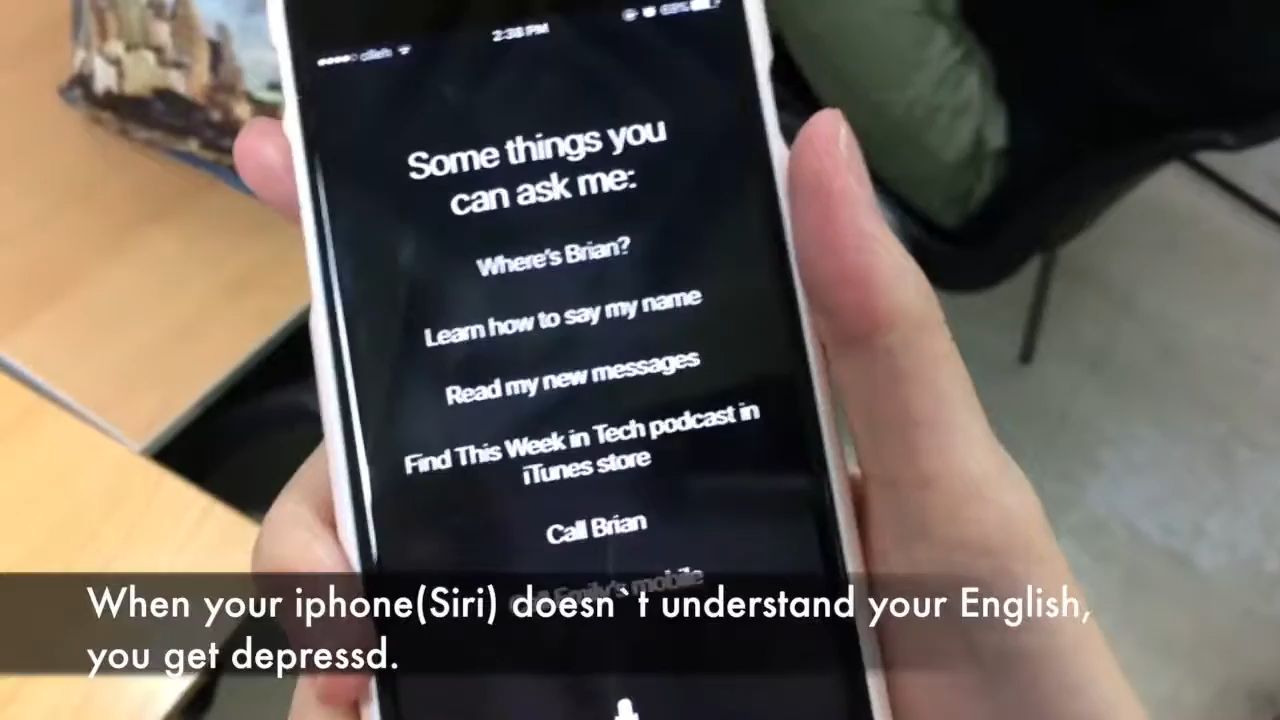 2:38 PM
Some things you
can ask me:
Where's Brian?
Learn how to say my name
Read my new messages
Find This Week in Tech podcast in
iTunes store
Call Brian
Emily's mobile
When your iphone(Siri) doesn`t understand your English,
you get depressd.